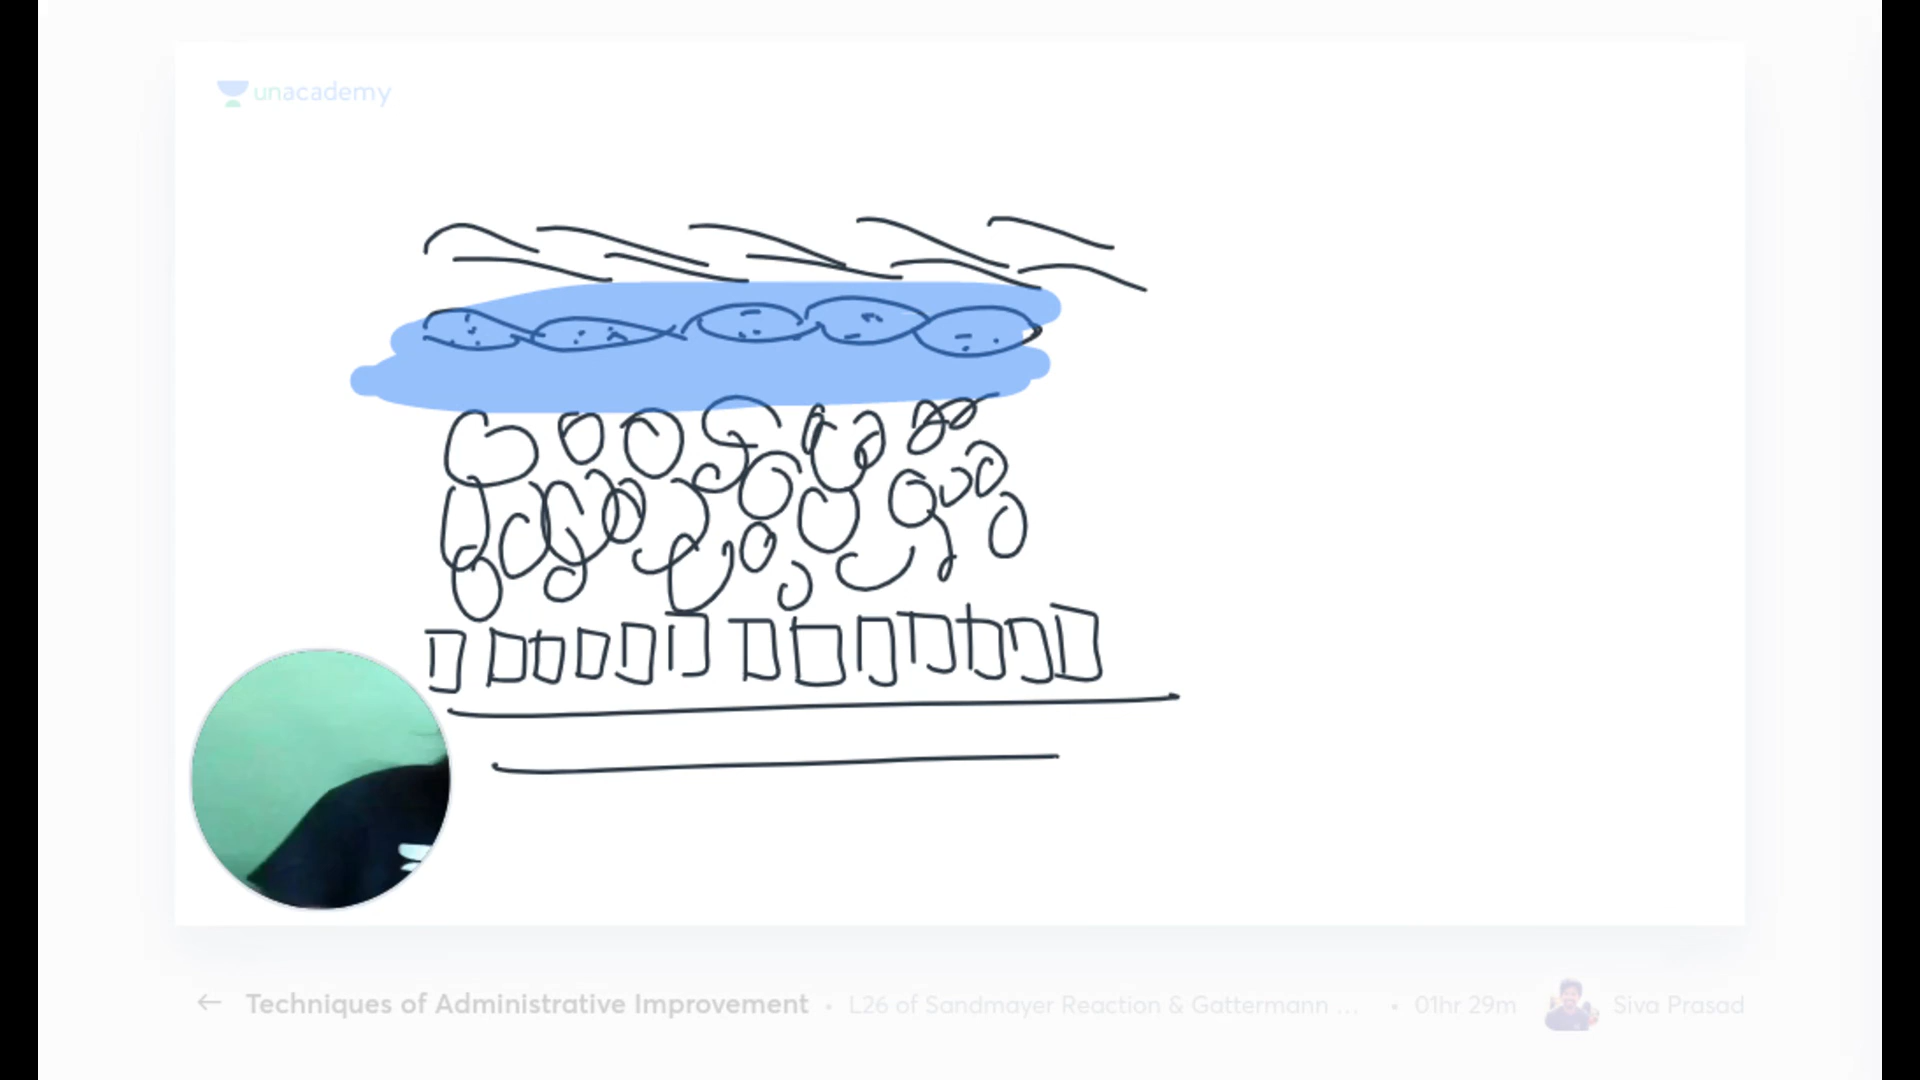 unacademy
Techniques of Administrative Improvement • L26 of Sandmayer Reaction & Gattermann ... • 01hr 29m Siva Prasad